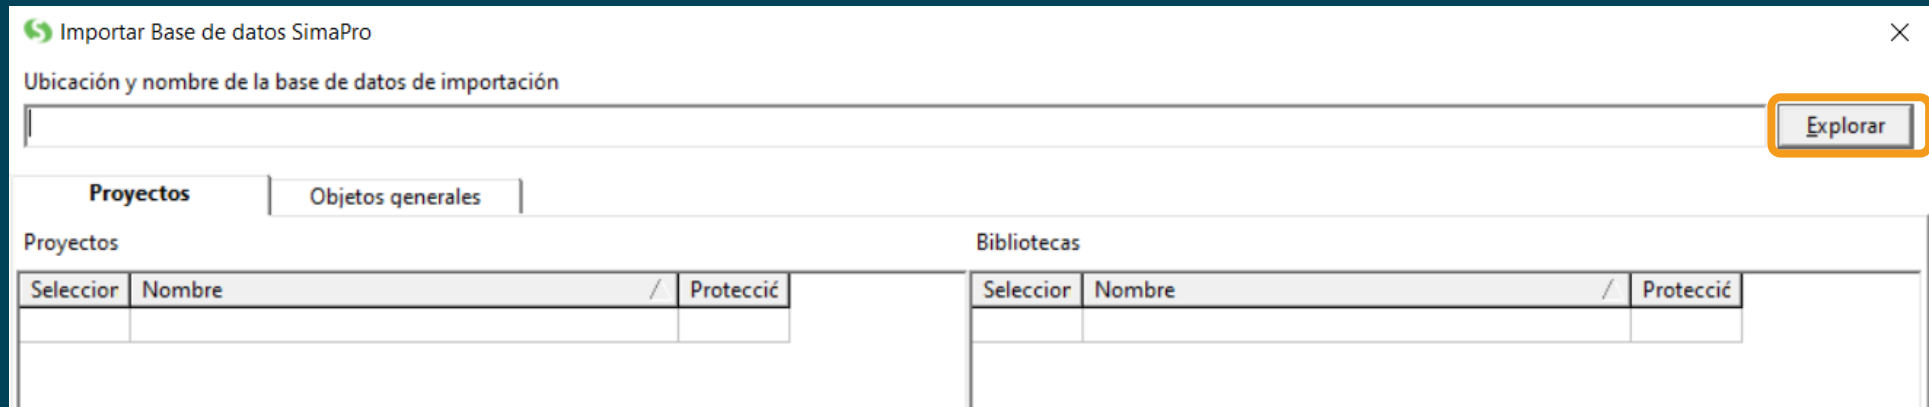 Importar Base de datos SimaPro
Ubicación y nombre de la base de datos de importación
Explorar
Proyectos Objetos generales
Proyectos Bibliotecas
Seleccior Nombre Protecció Seleccior Nombre Protecció